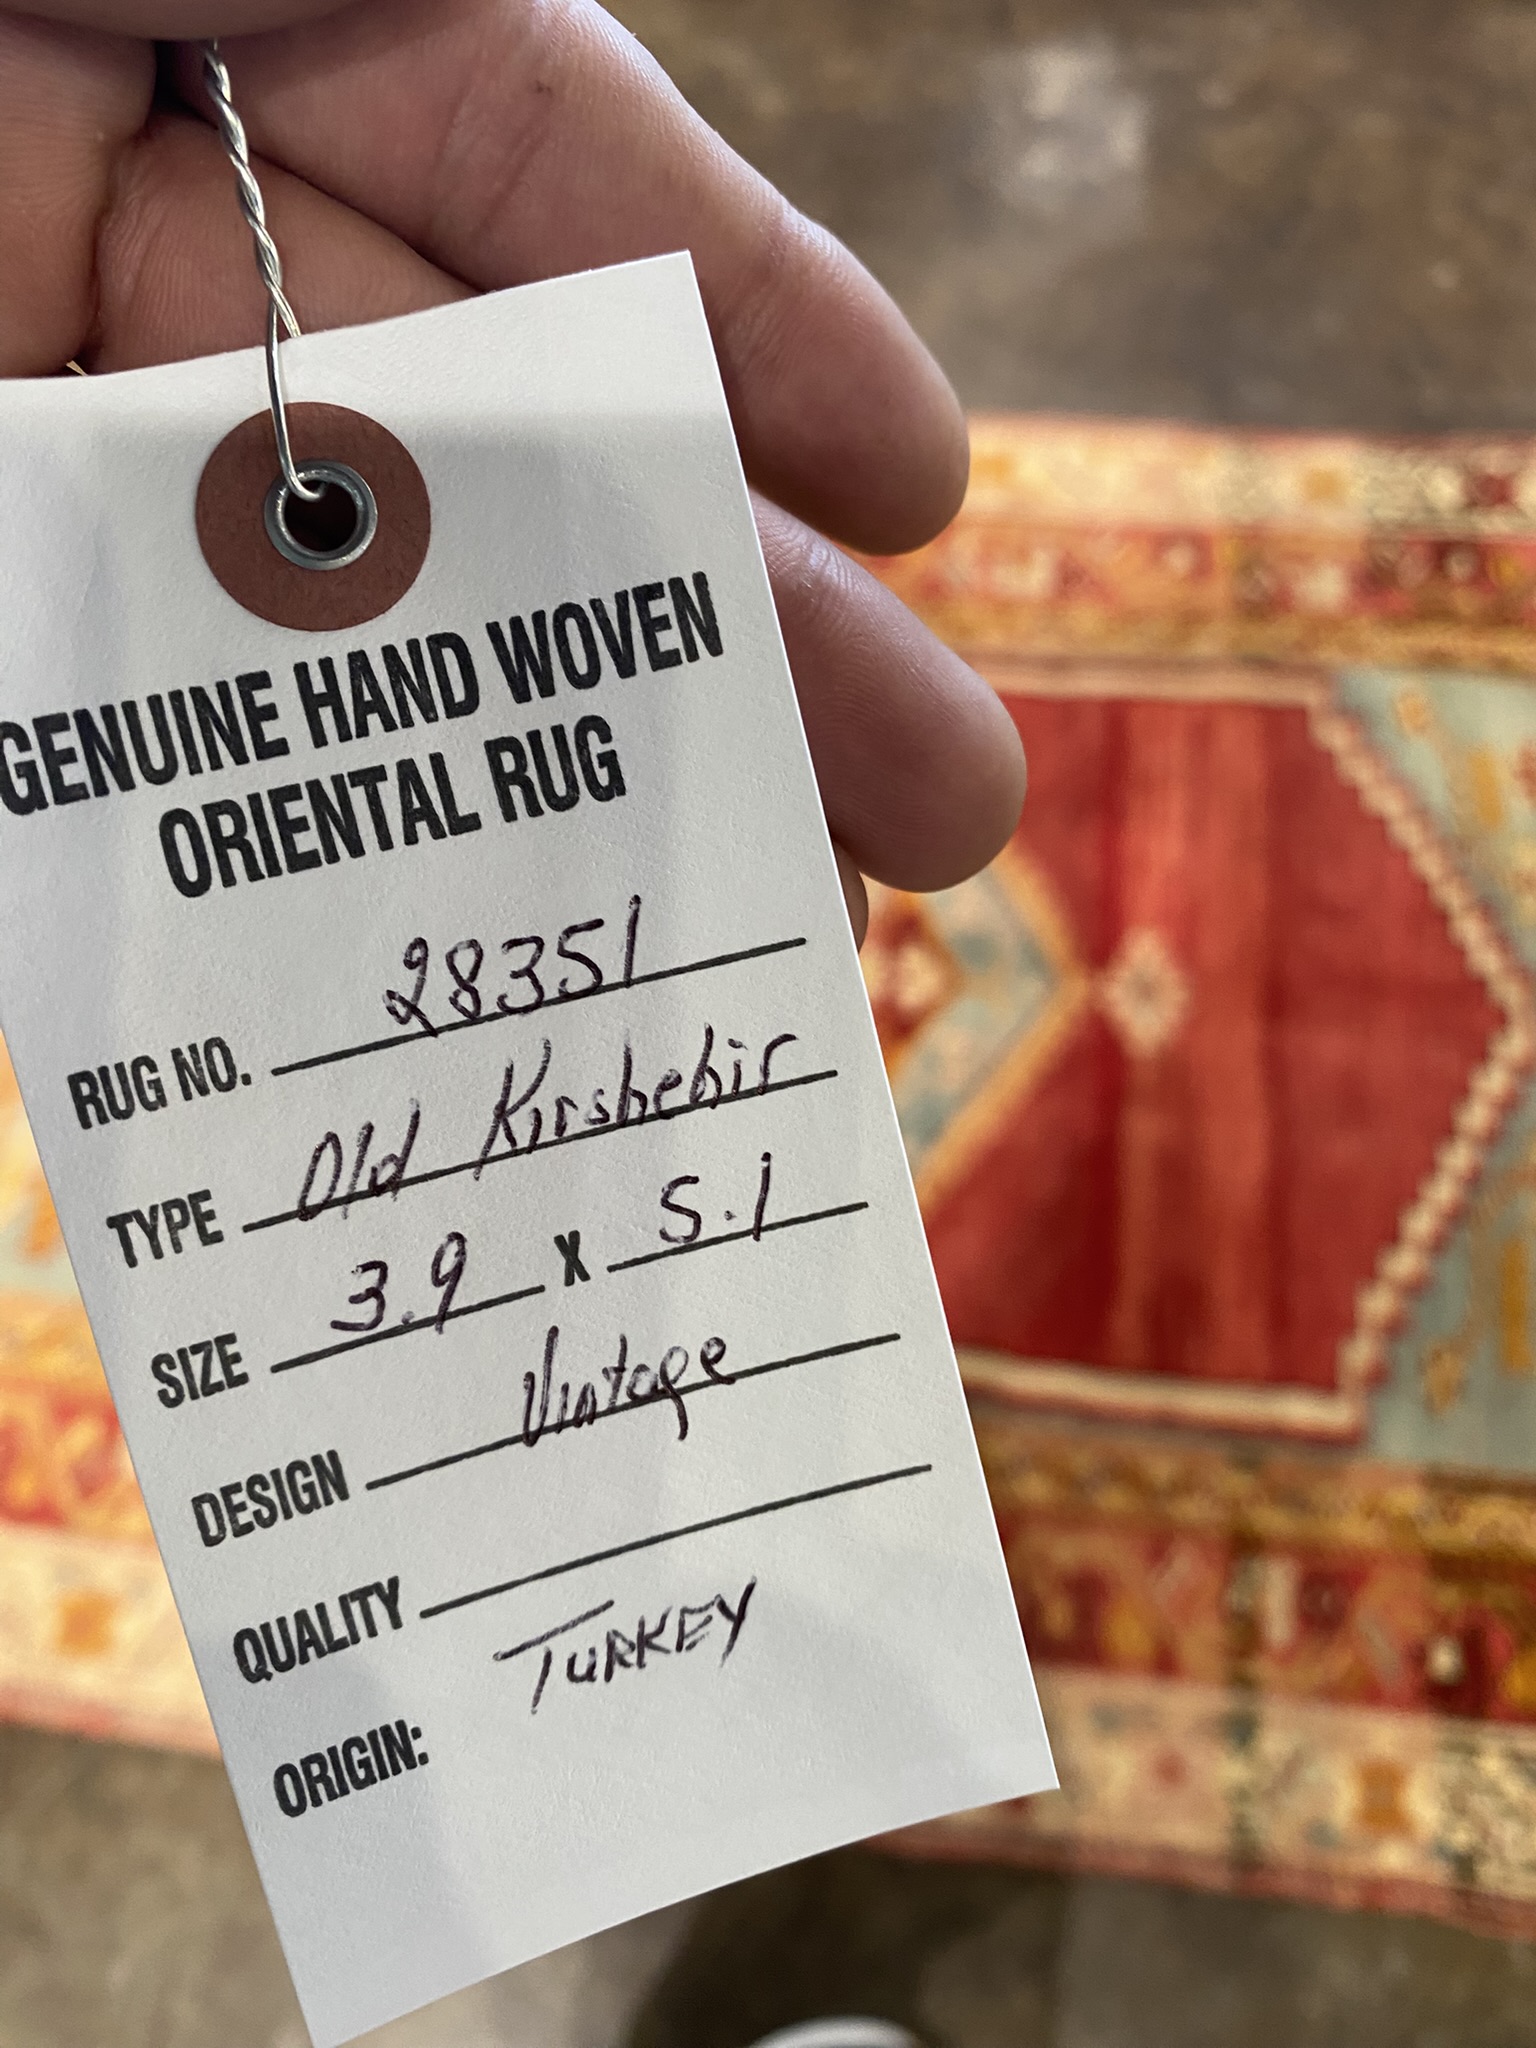 GENUINE HAND WOVEN
ORIENTAL RUG
RUG NO. 28351
TYPE Old Kırshehir
SIZE 3.9 X 5.1
DESIGN Vintage
QUALITY
ORIGIN: TURKEY